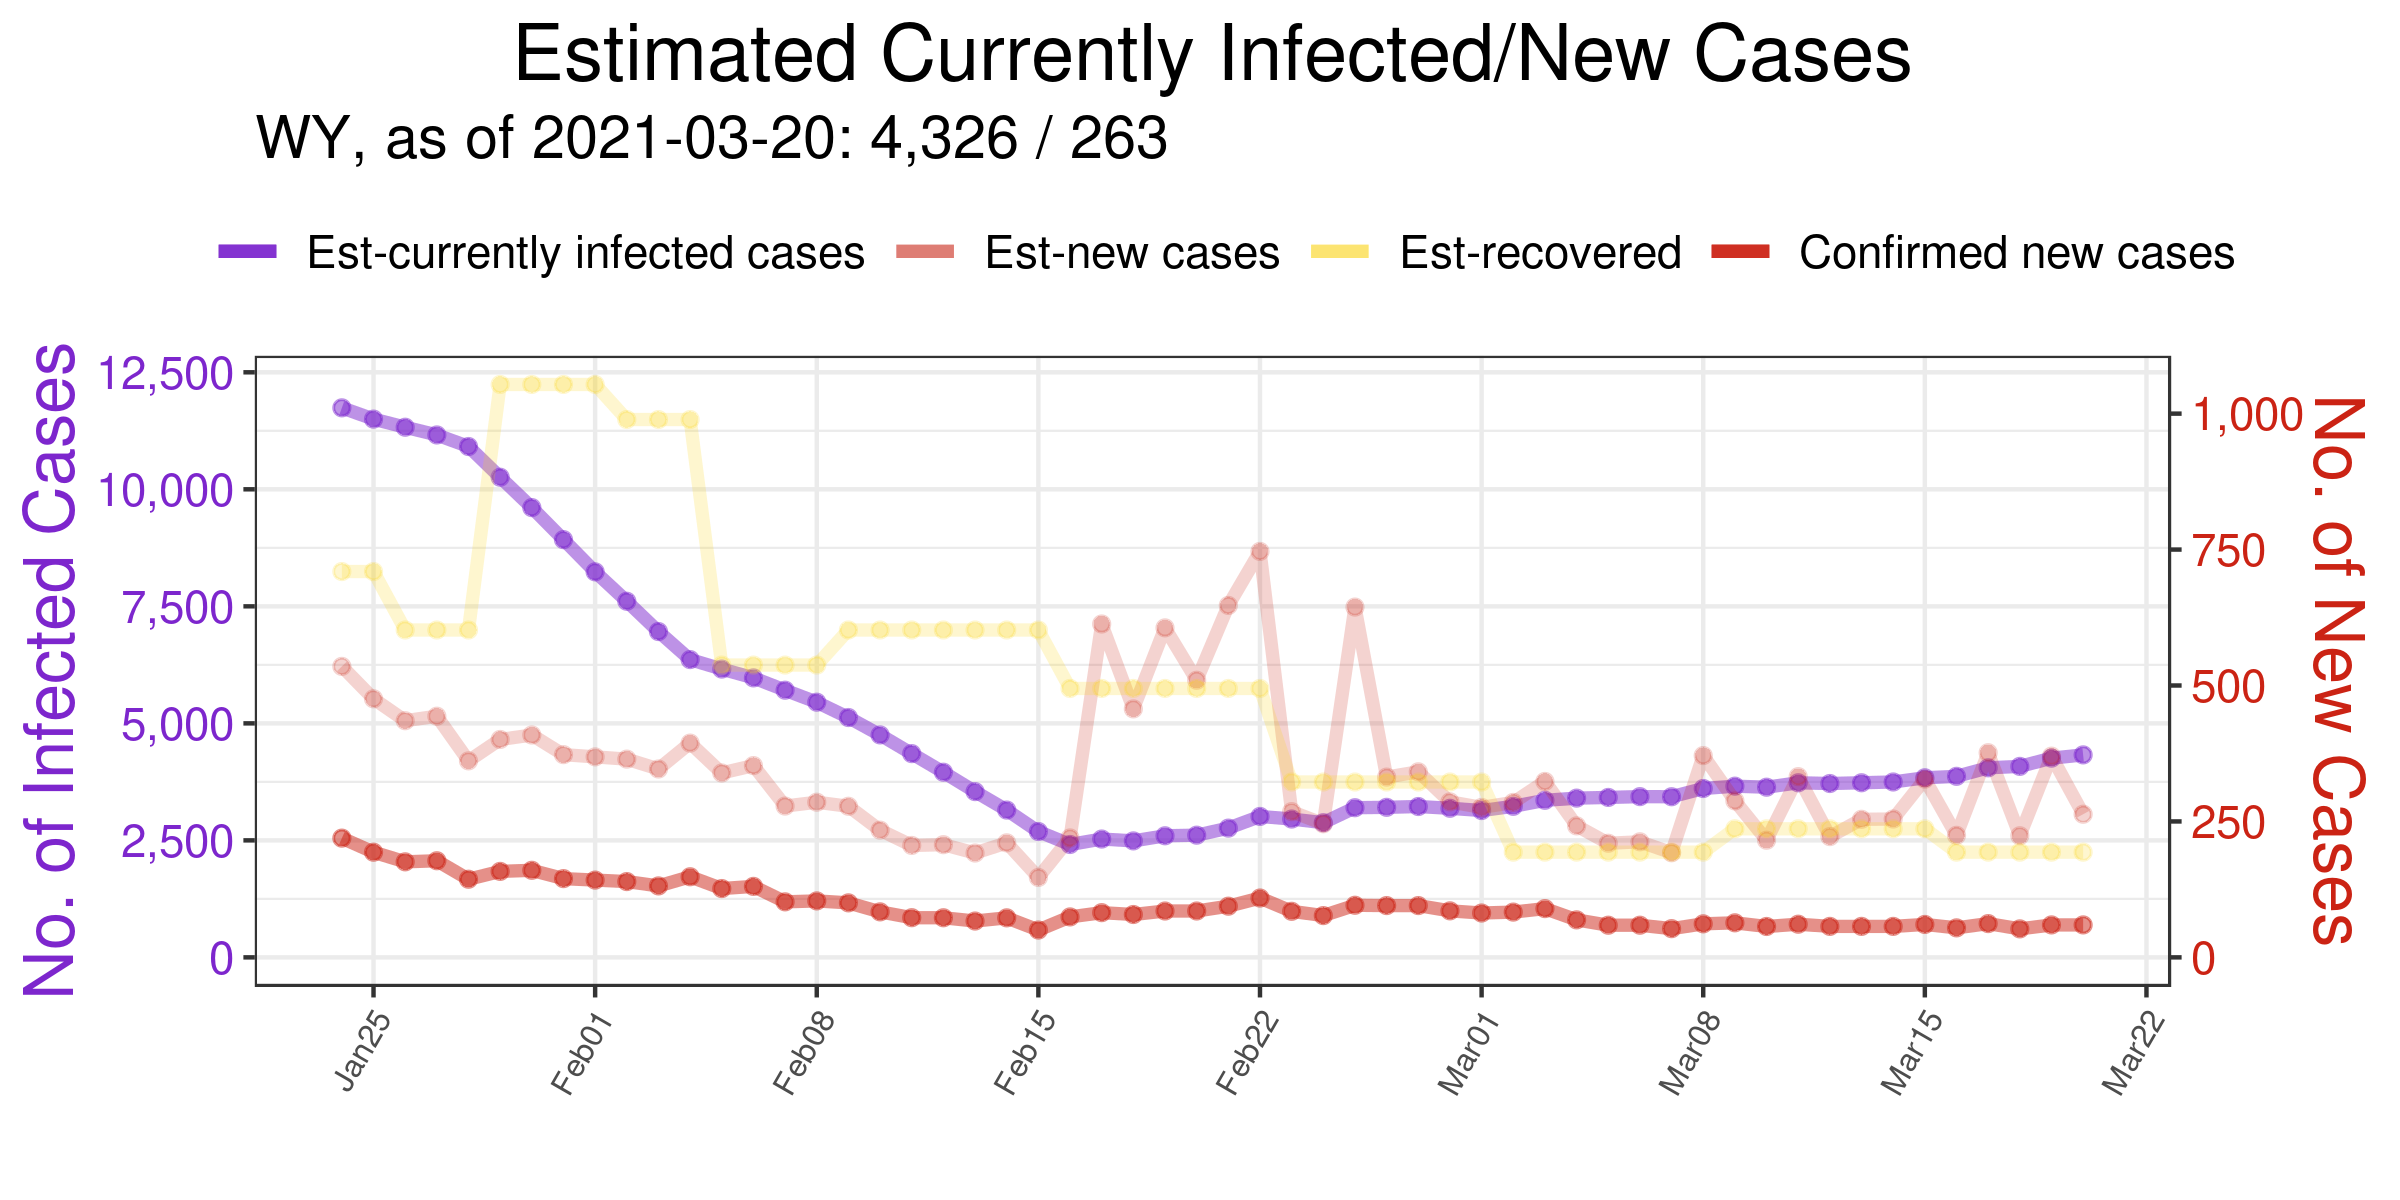 Estimated Currently Infected/New Cases
WY, as of 2021-03-20: 4,326 / 263
Est-currently infected cases Est-new cases Est-recovered Confirmed new cases
No. of Infected Cases
12,500
10,000
7,500
5,000
2,500
0
1,000
750
500
250
0
No. of New Cases
Jan25 Feb01 Feb08 Feb15 Feb22 Mar01 Mar08 Mar15 Mar22